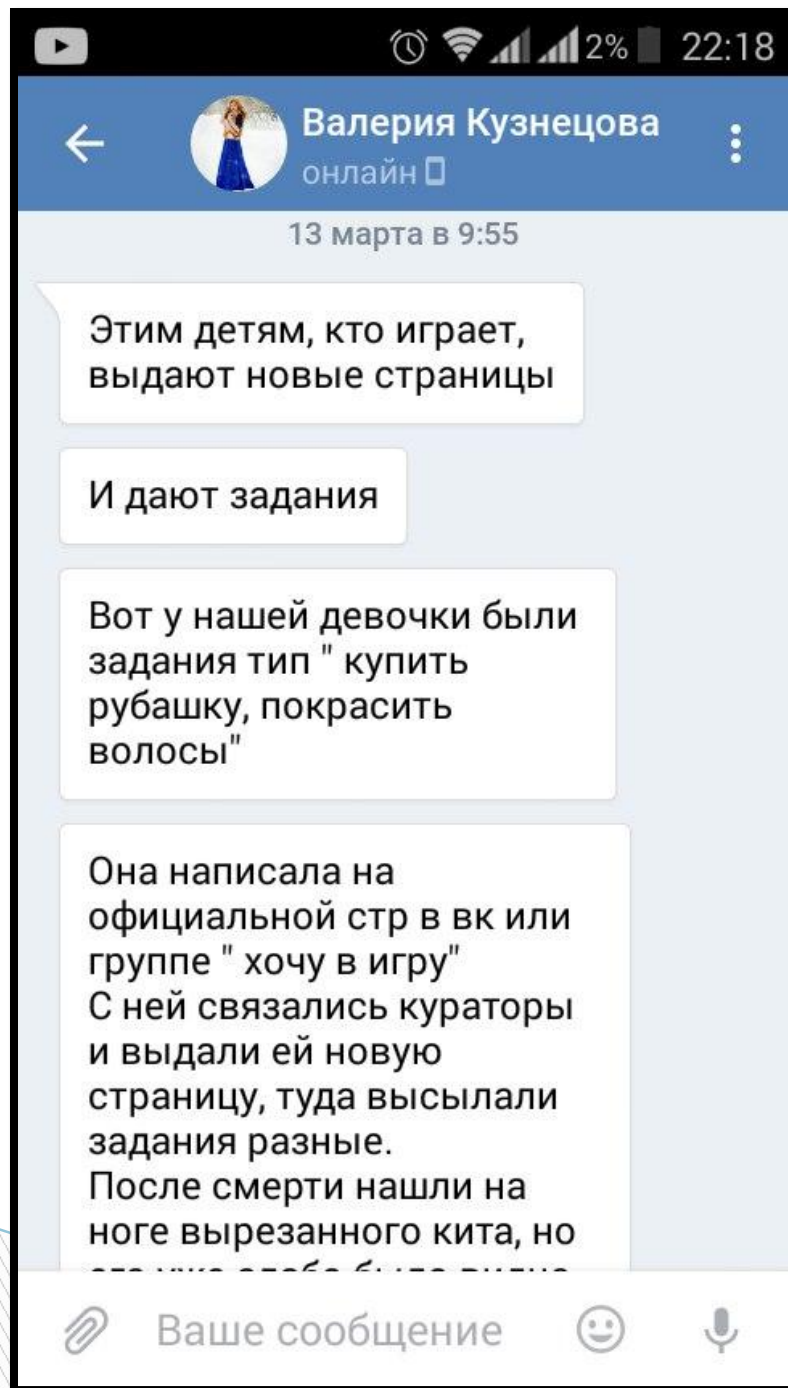 2% 22:18
Валерия Кузнецова
онлайн
13 марта в 9:55
Этим детям, кто играет,
выдают новые страницы
И дают задания
Вот у нашей девочки были
задания тип " купить
рубашку, покрасить
волосы"
Она написала на
официальной стр в вк или
группе " хочу в игру"
С ней связались кураторы
и выдали ей новую
страницу, туда высылали
задания разные.
После смерти нашли на
ноге вырезанного кита, но
Ваше сообщение